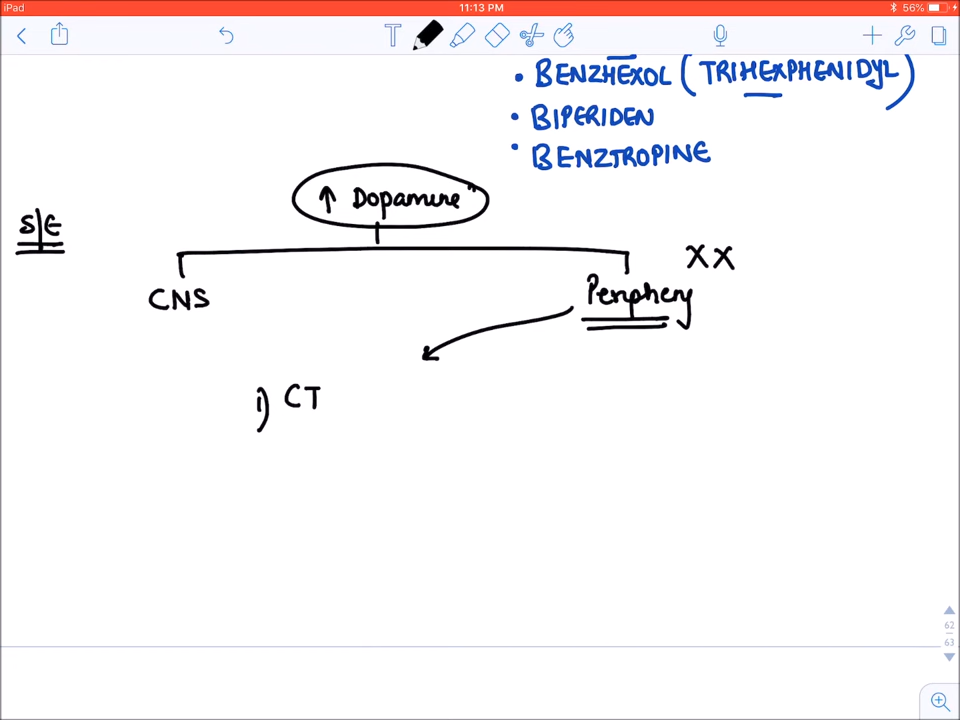 iPad
11:13 PM
56%
T
• BENZHEXOL (TRIHEXPHENIDYL)
• BIPERIDEN
• BENZTROPINE
↑ Dopamine"
S|E
XX
CNS
Periphery
1) CT
62
63